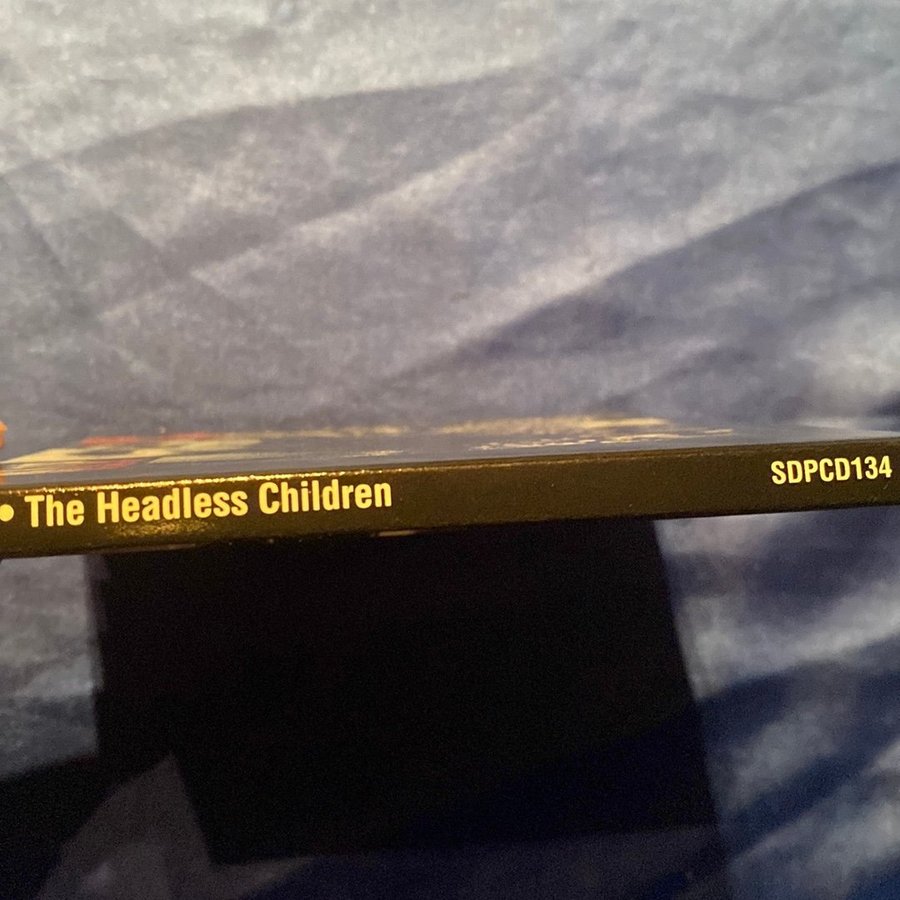 • The Headless Children SDPCD134